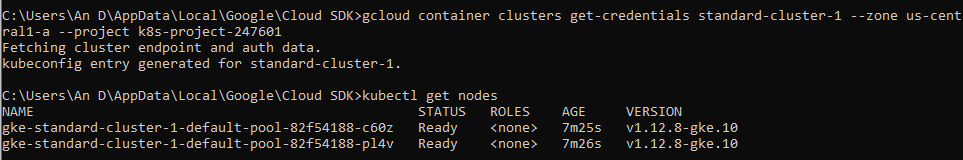 C:\Users\An D\AppData\Local\Google\Cloud SDK>gcloud container clusters get-credentials standard-cluster-1 --zone us-cent
ral1-a --project k8s-project-247601
Fetching cluster endpoint and auth data.
kubeconfig entry generated for standard-cluster-1.
C:\Users\An D\AppData\Local\Google\Cloud SDK>kubectl get nodes
NAME STATUS ROLES AGE VERSION
gke-standard-cluster-1-default-pool-82f54188-c60z Ready <none> 7m25s v1.12.8-gke.10
gke-standard-cluster-1-default-pool-82f54188-pl4v Ready <none> 7m26s v1.12.8-gke.10